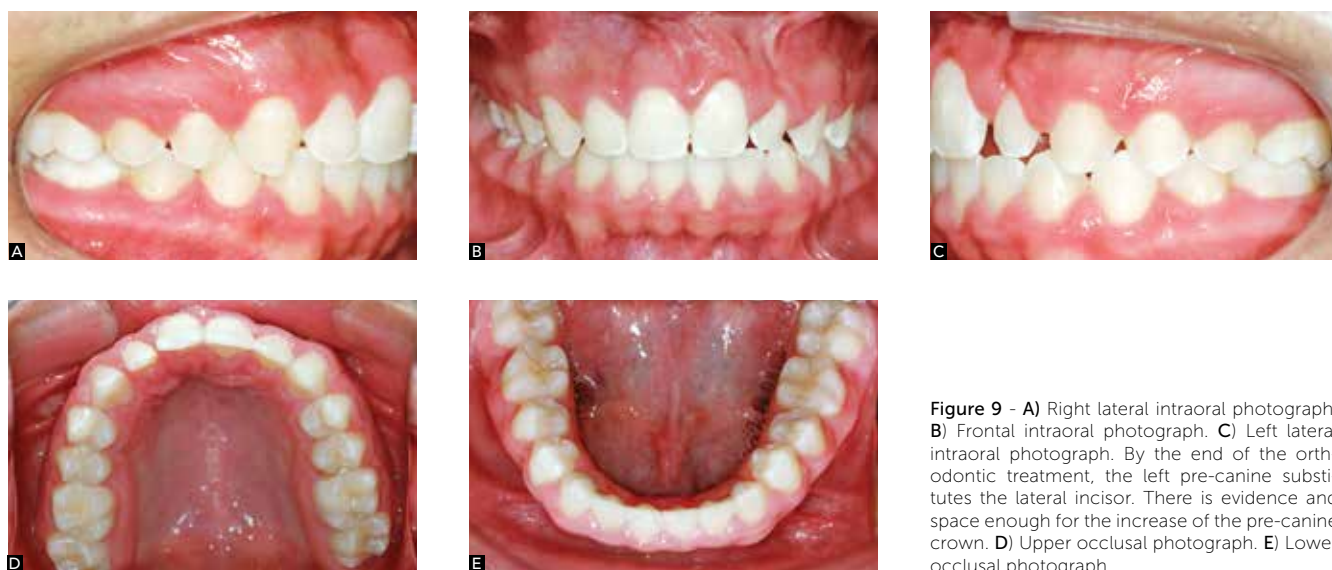 A
B
C
D
E
Figure 9 - A) Right lateral intraoral photograph
B) Frontal intraoral photograph. C) Left latera
intraoral photograph. By the end of the orth-
odontic treatment, the left pre-canine substi-
tutes the lateral incisor. There is evidence and
space enough for the increase of the pre-canine
crown. D) Upper occlusal photograph. E) Lowe
occlusal photograph